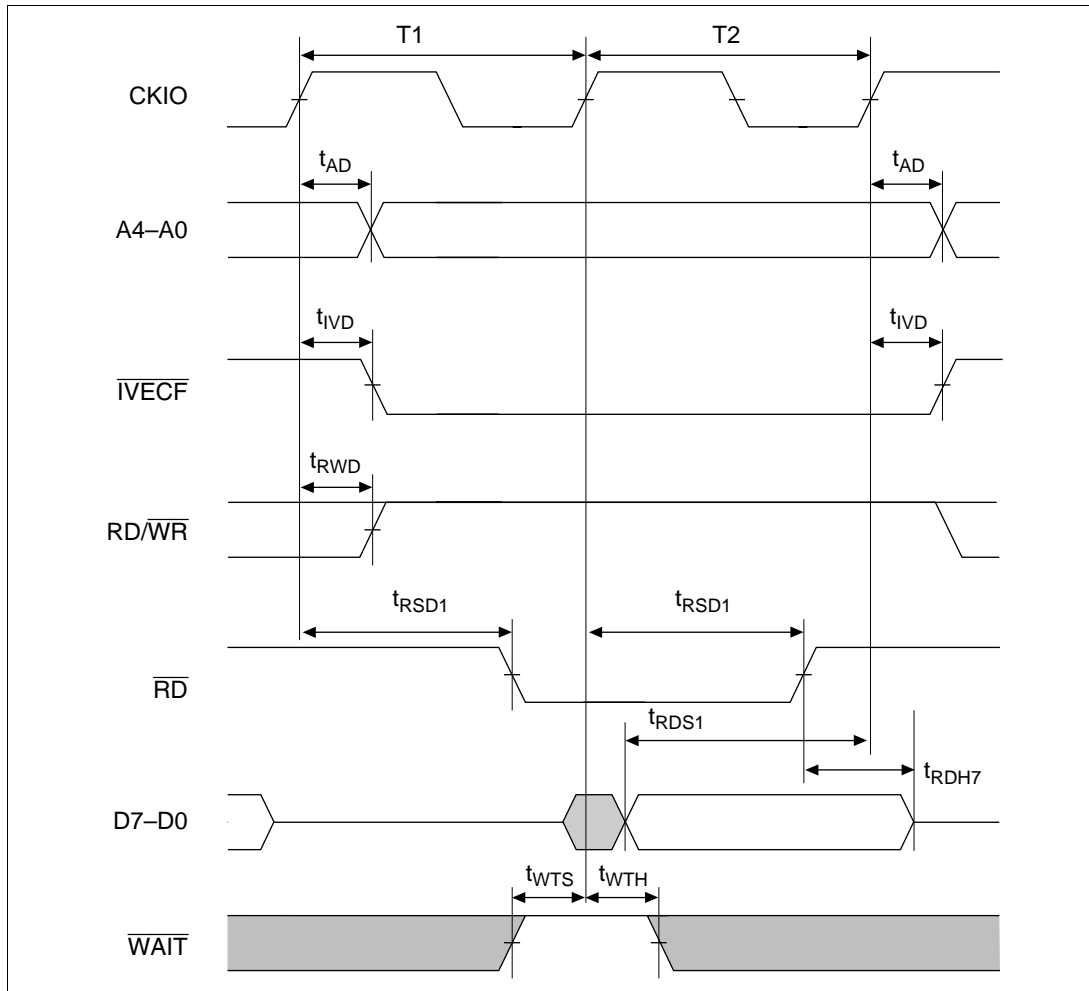 T1 T2
CKIO
tAD tAD
A4–A0
tIVD tIVD
IVECF
tRWD
RD/WR
tRSD1 tRSD1
RD
tRDS1
tRDH7
D7–D0
tWTS tWTH
WAIT